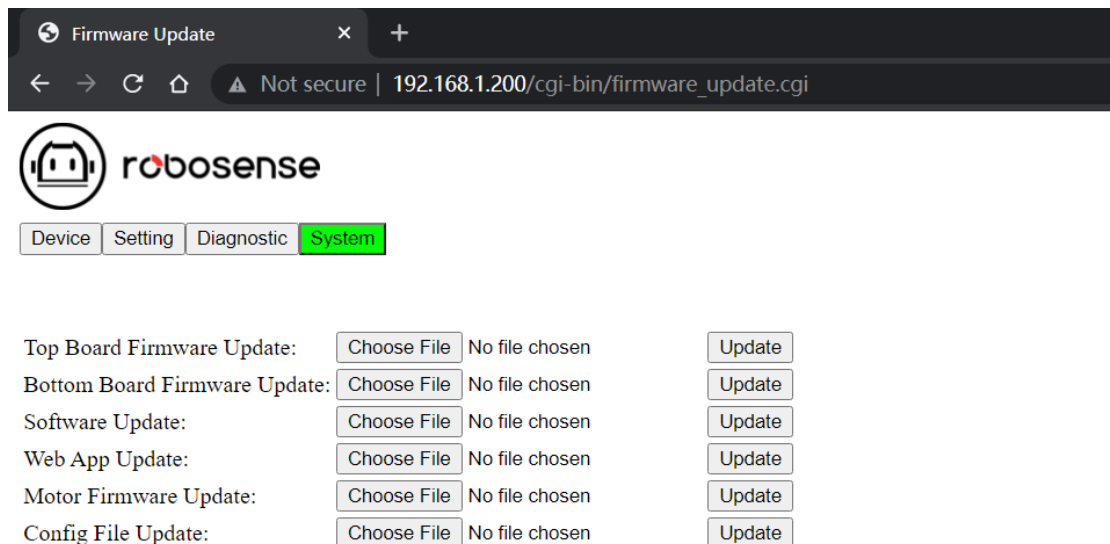 Firmware Update
Not secure | 192.168.1.200/cgi-bin/firmware_update.cgi
robosense
Device Setting Diagnostic System
Top Board Firmware Update: Choose File No file chosen Update
Bottom Board Firmware Update: Choose File No file chosen Update
Software Update: Choose File No file chosen Update
Web App Update: Choose File No file chosen Update
Motor Firmware Update: Choose File No file chosen Update
Config File Update: Choose File No file chosen Update